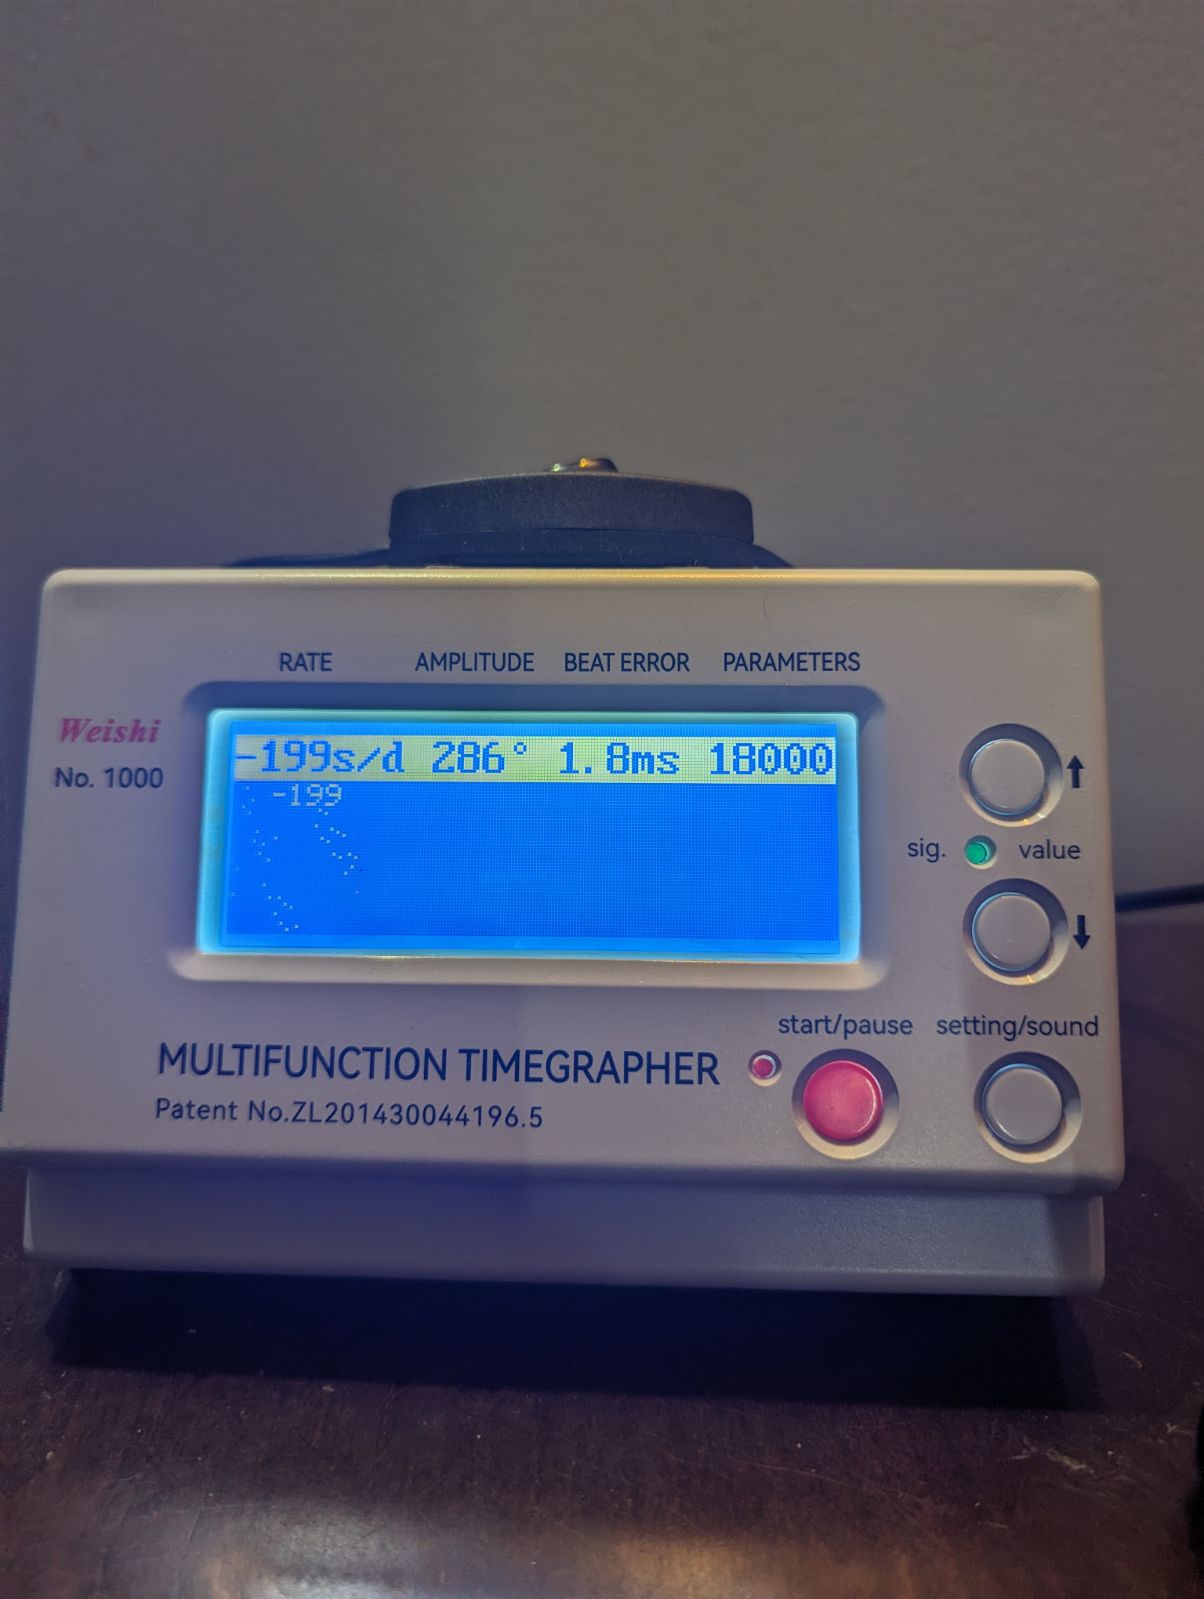 RATE AMPLITUDE BEAT ERROR PARAMETERS
Weishi
No. 1000
-199s/d 286° 1.8ms 18000
-199
sig. value
start/pause setting/sound
MULTIFUNCTION TIMEGRAPHER
Patent No.ZL201430044196.5